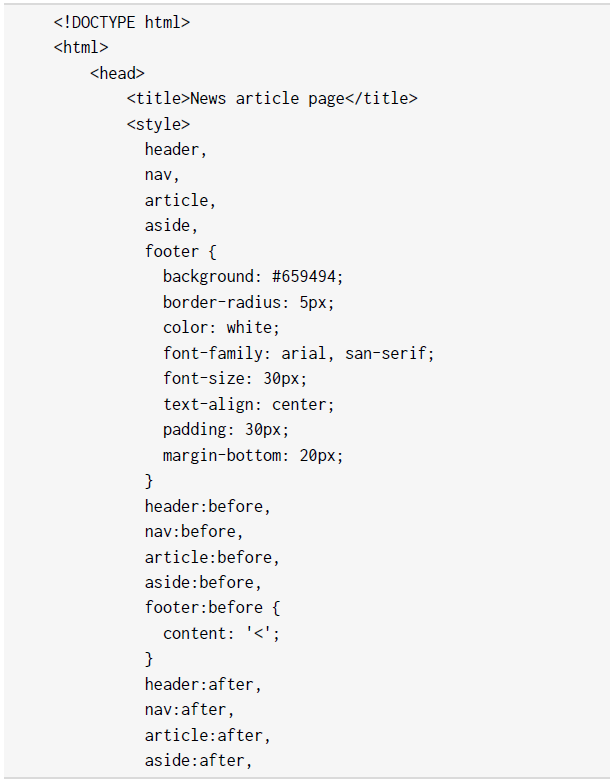 <!DOCTYPE html>
<html>
<head>
<title>News article page</title>
<style>
header,
nav,
article,
aside,
footer {
background: #659494;
border-radius: 5px;
color: white;
font-family: arial, san-serif;
font-size: 30px;
text-align: center;
padding: 30px;
margin-bottom: 20px;
}
header:before,
nav:before,
article:before,
aside:before,
footer:before {
content: '<';
}
header:after,
nav:after,
article:after,
aside:after,